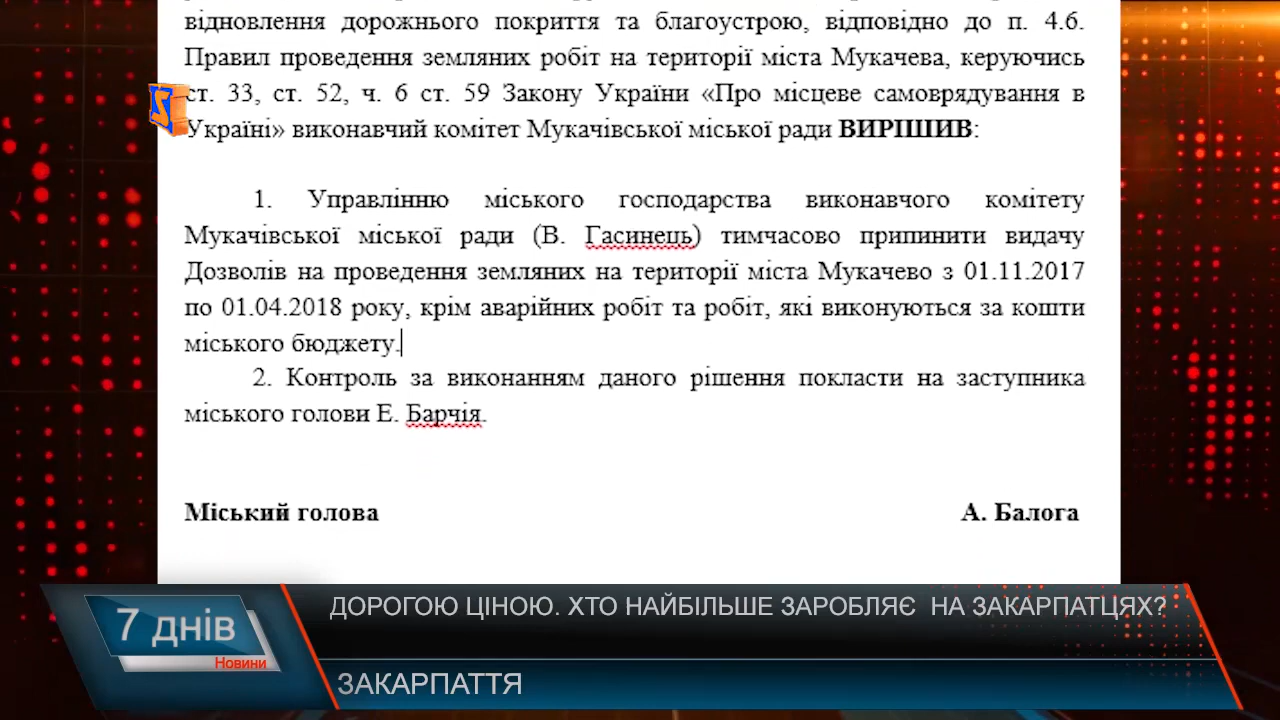 відновлення дорожнього покриття та благоустрою, відповідно до п. 4.6.
Правил проведення земляних робіт на території міста Мукачева, керуючись
ст. 33, ст. 52, ч. 6 ст. 59 Закону України «Про місцеве самоврядування в
Україні» виконавчий комітет Мукачівської міської ради ВИРІШИВ:
1. Управлінню міського господарства виконавчого комітету
Мукачівської міської ради (В. Гасинець) тимчасово припинити видачу
Дозволів на проведення земляних на території міста Мукачево з 01.11.2017
по 01.04.2018 року, крім аварійних робіт та робіт, які виконуються за кошти
міського бюджету.
2. Контроль за виконанням даного рішення покласти на заступника
міського голови Е. Барчія.
Міський голова А. Балога
7 днів
Новини
ДОРОГОЮ ЦІНОЮ. ХТО НАЙБІЛЬШЕ ЗАРОБЛЯЄ НА ЗАКАРПАТЦЯХ?
ЗАКАРПАТТЯ